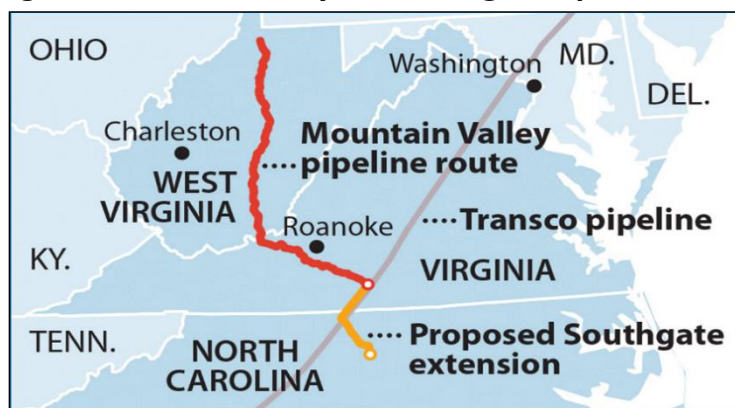 OHIO
Washington
MD.
DEL.
Charleston
Mountain Valley
pipeline route
WEST
VIRGINIA
Roanoke
Transco pipeline
KY.
VIRGINIA
TENN.
NORTH
CAROLINA
Proposed Southgate
extension